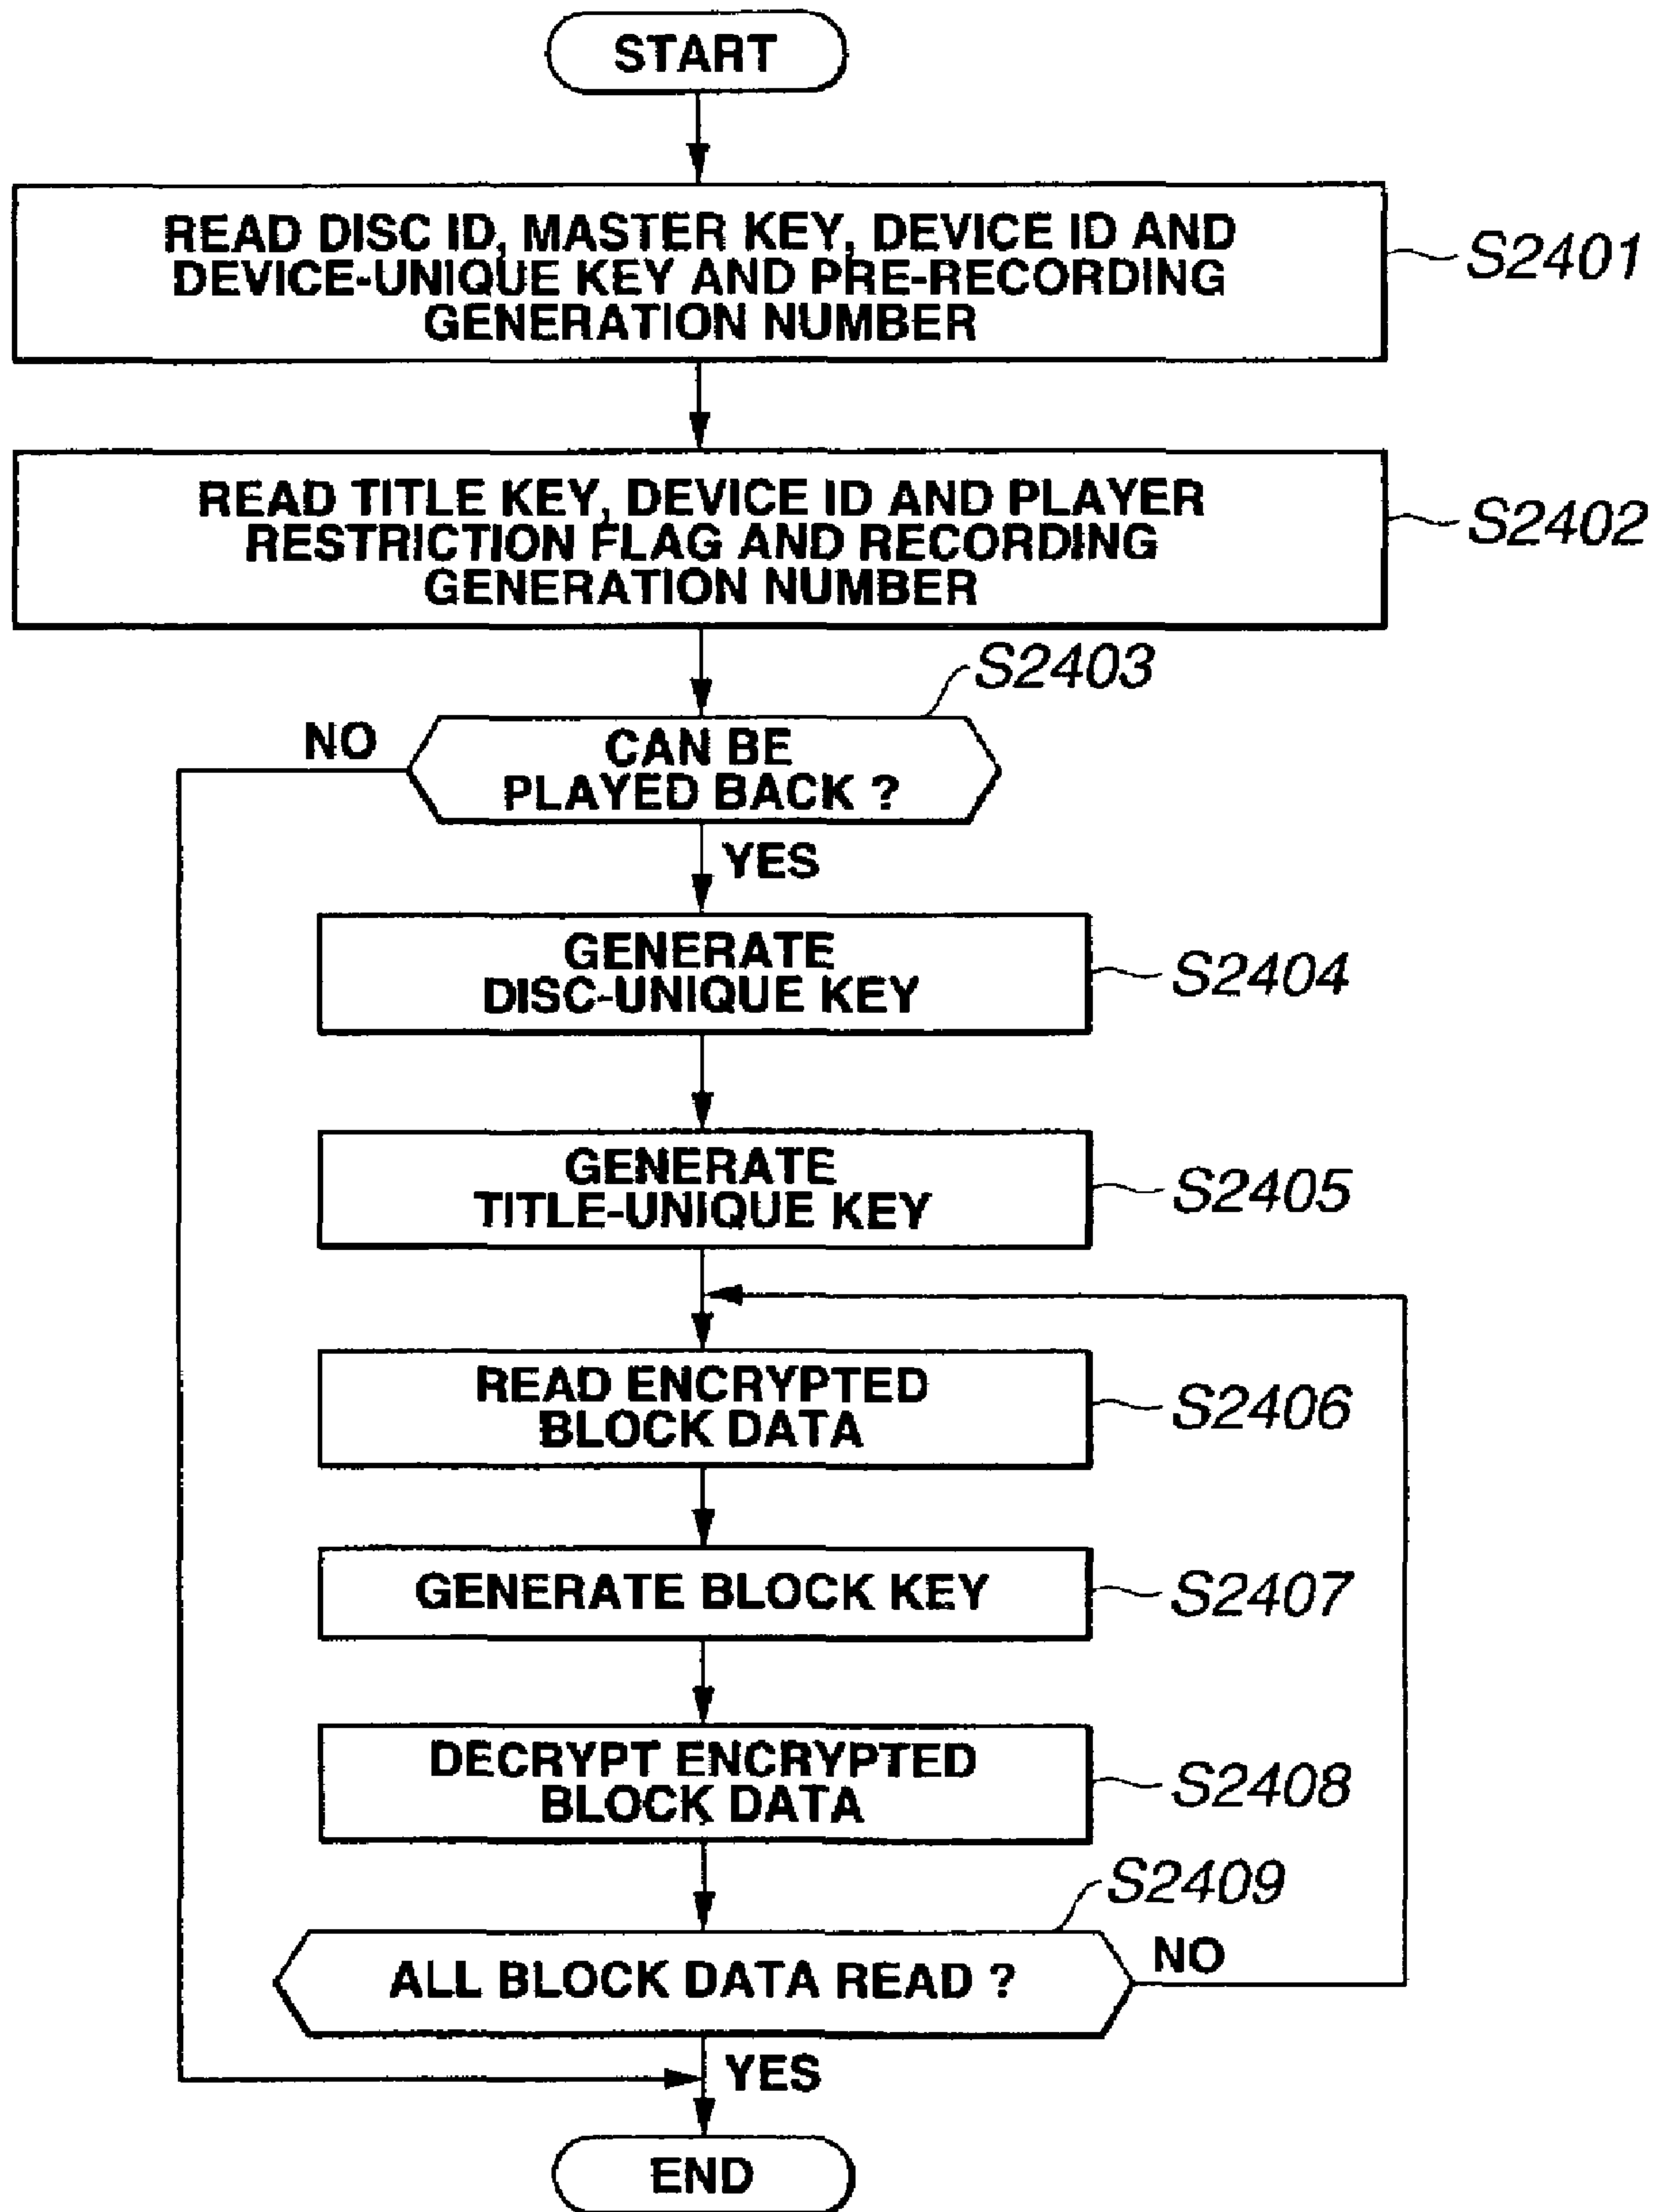 START
READ DISC ID, MASTER KEY, DEVICE ID AND
DEVICE-UNIQUE KEY AND PRE-RECORDING
GENERATION NUMBER
S2401
READ TITLE KEY, DEVICE ID AND PLAYER
RESTRICTION FLAG AND RECORDING
GENERATION NUMBER
S2402
S2403
NO
CAN BE
PLAYED BACK ?
YES
GENERATE
DISC-UNIQUE KEY
S2404
GENERATE
TITLE-UNIQUE KEY
S2405
READ ENCRYPTED
BLOCK DATA
S2406
GENERATE BLOCK KEY
S2407
DECRYPT ENCRYPTED
BLOCK DATA
S2408
S2409
ALL BLOCK DATA READ ?
NO
YES
END